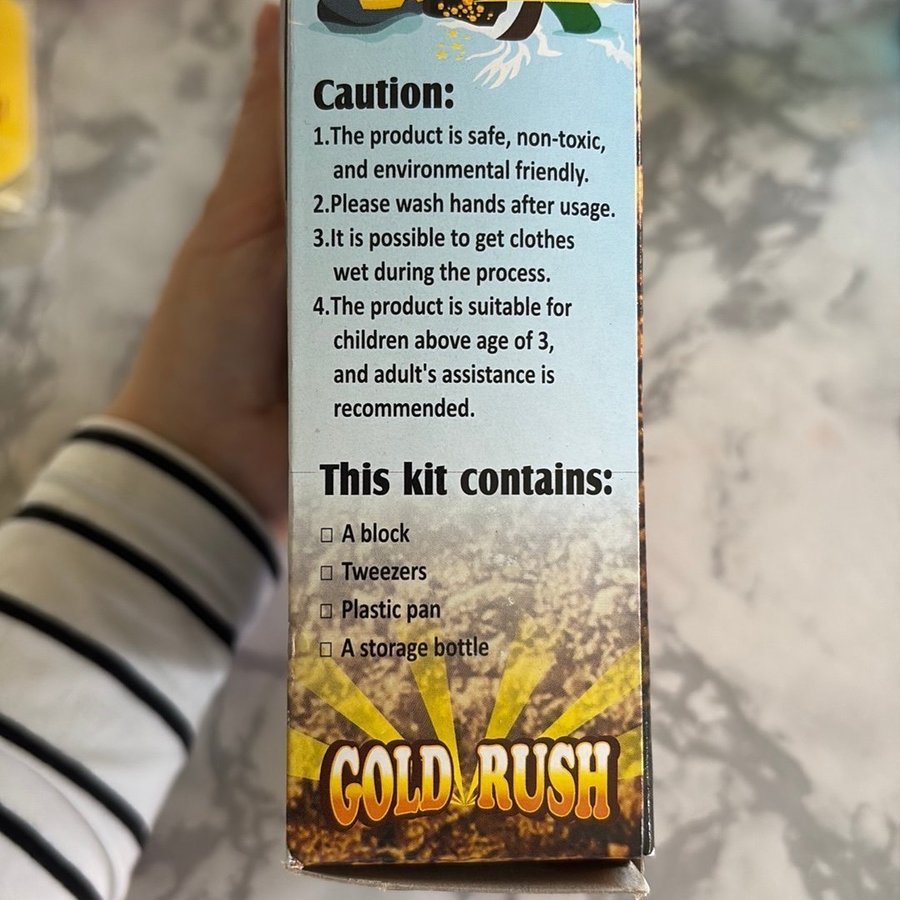 Caution:
1.The product is safe, non-toxic,
and environmental friendly.
2.Please wash hands after usage.
3.It is possible to get clothes
wet during the process.
4.The product is suitable for
children above age of 3,
and adult's assistance is
recommended.
This kit contains:
□ A block
□ Tweezers
□ Plastic pan
□ A storage bottle
GOLD RUSH